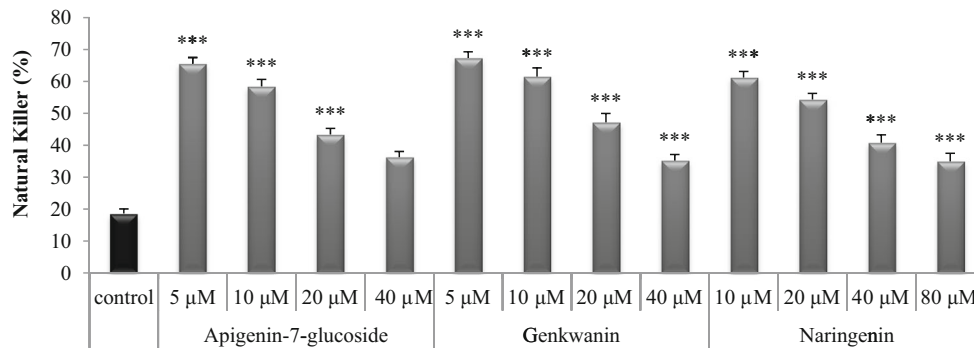 Natural Killer (%)
80
70
60
50
40
30
20
10
0
*** *** *** *** *** *** *** *** *** *** ***
control 5 µM 10 µM 20 µM 40 µM 5 µM 10 µM 20 µM 40 µM 10 µM 20 µM 40 µM 80 µM
Apigenin-7-glucoside Genkwanin Naringenin